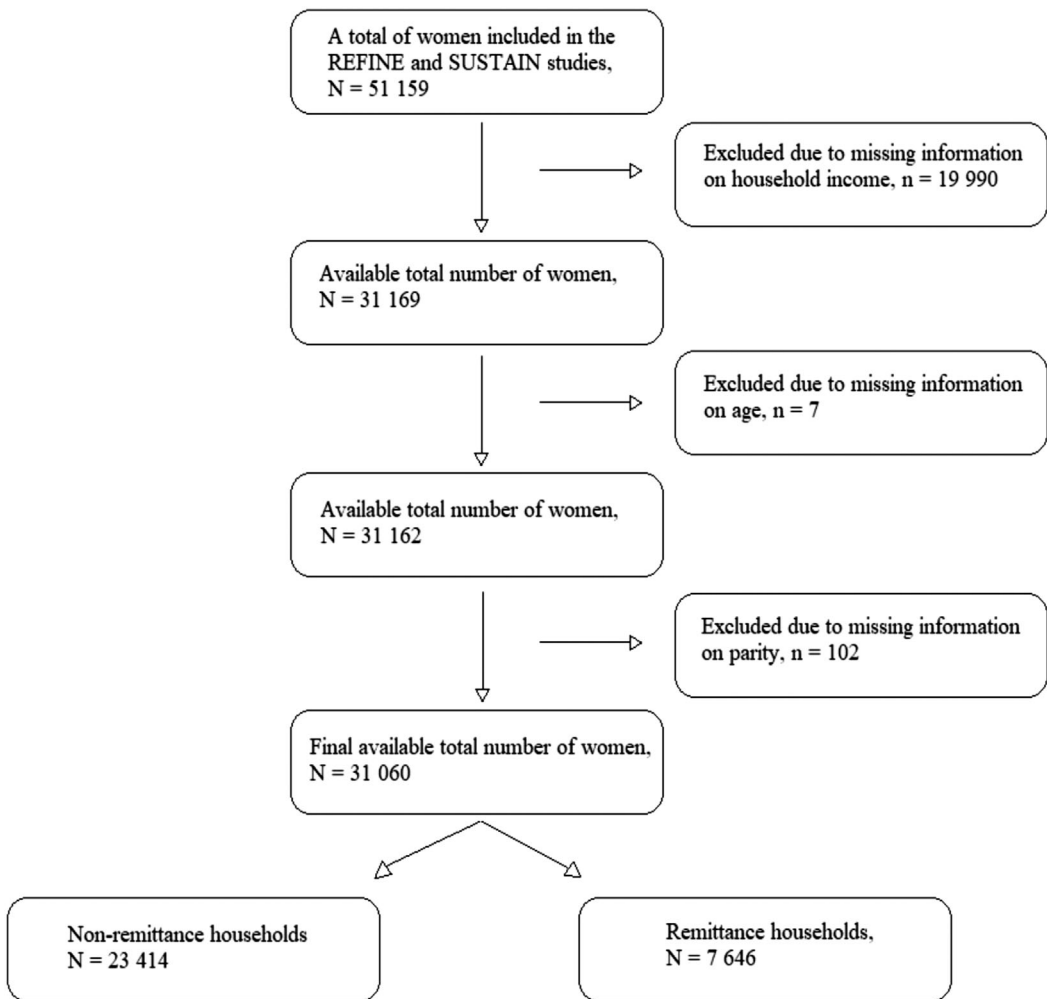 A total of women included in the
REFINE and SUSTAIN studies,
N = 51 159
Excluded due to missing information
on household income, n = 19 990
Available total number of women,
N = 31 169
Excluded due to missing information
on age, n = 7
Available total number of women,
N = 31 162
Excluded due to missing information
on parity, n = 102
Final available total number of women,
N = 31 060
Non-remittance households
N = 23 414
Remittance households,
N = 7 646